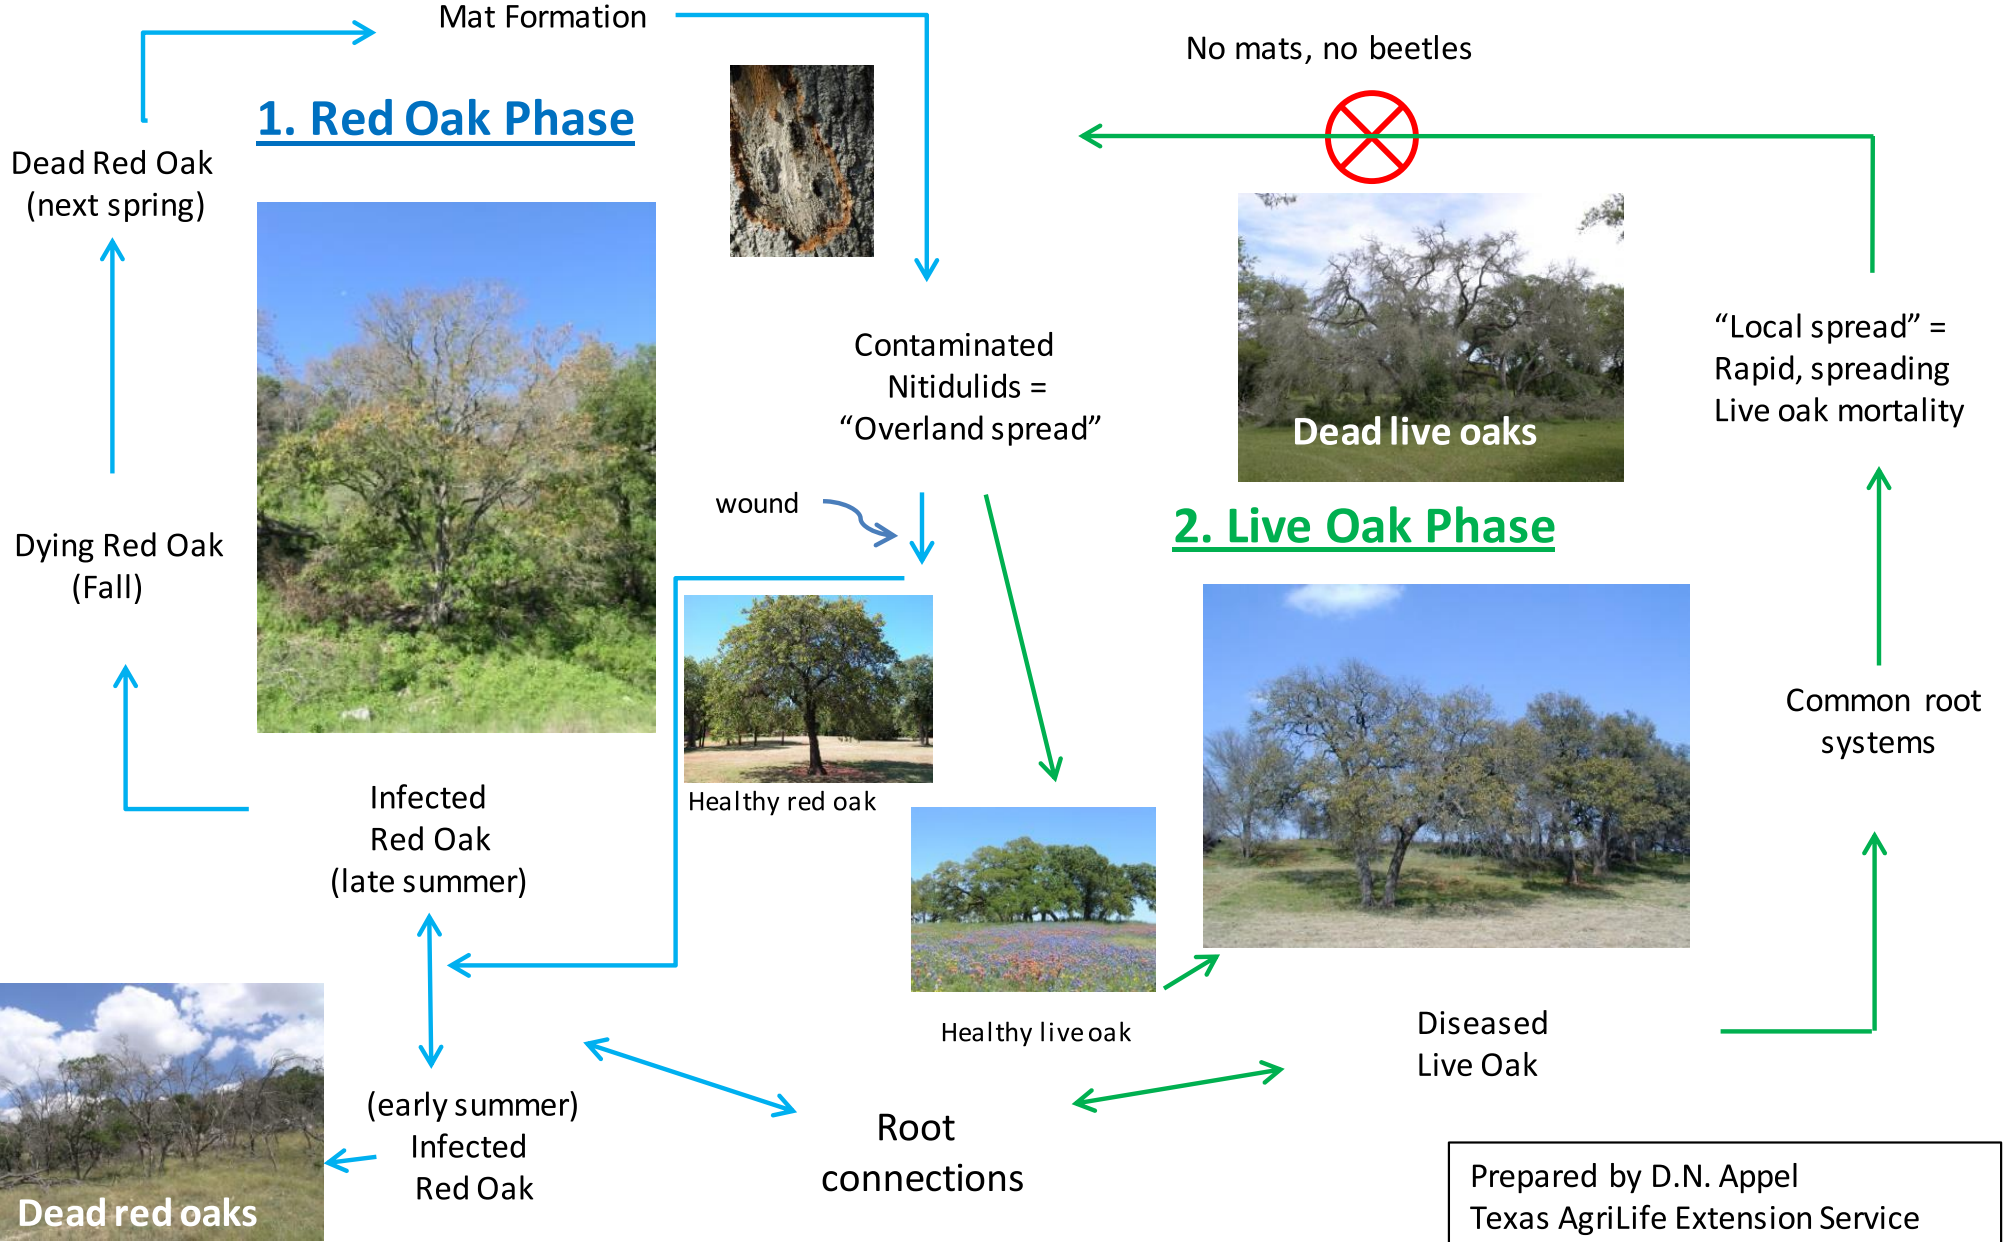 Mat Formation
No mats, no beetles
1. Red Oak Phase
Dead Red Oak
(next spring)
Contaminated
Nitidulids =
“Overland spread”
“Local spread” =
Rapid, spreading
Live oak mortality
Dead live oaks
wound
2. Live Oak Phase
Dying Red Oak
(Fall)
Common root
systems
Infected
Red Oak
(late summer)
Healthy red oak
Healthy live oak
Diseased
Live Oak
(early summer)
Infected
Red Oak
Root
connections
Dead red oaks
Prepared by D.N. Appel
Texas AgriLife Extension Service